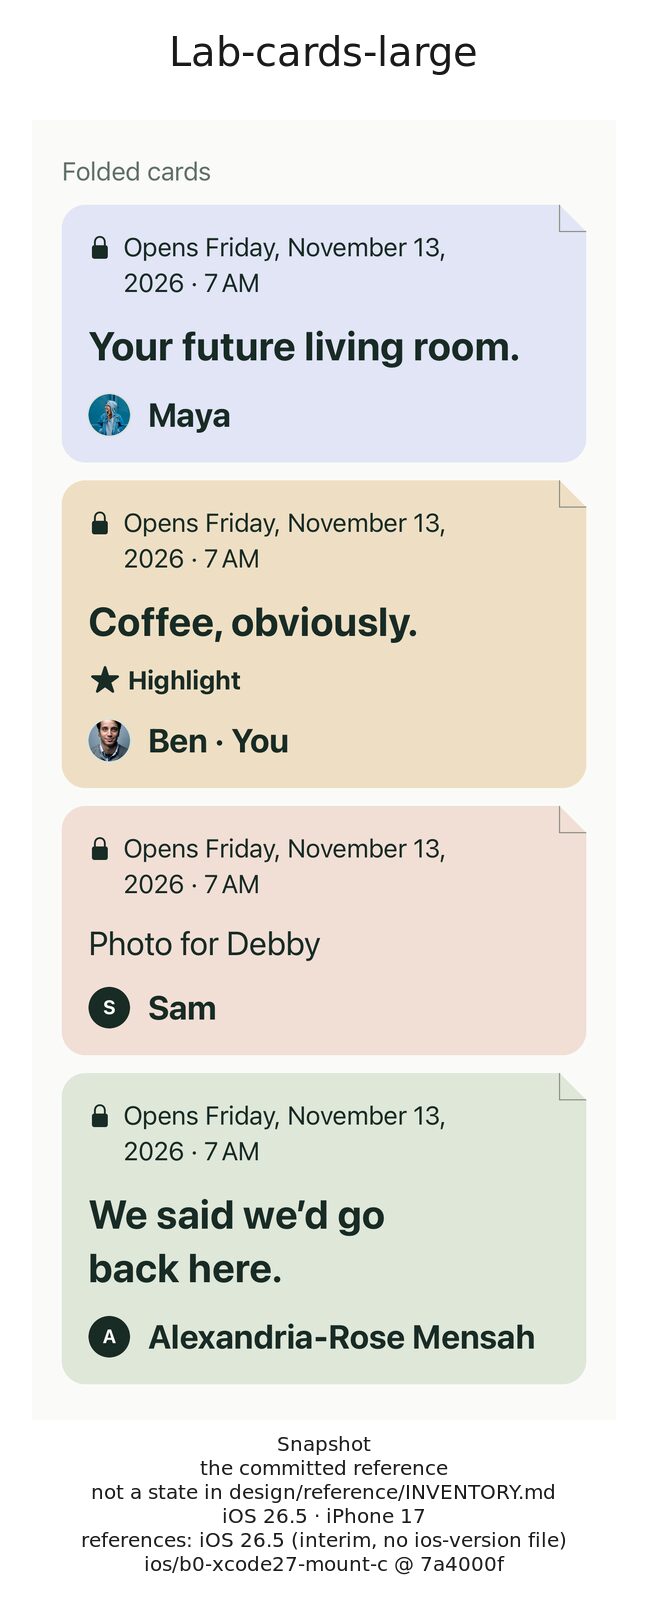 Lab-cards-large
Folded cards
Opens Friday, November 13,
2026 · 7 AM
Your future living room.
Maya
Opens Friday, November 13,
2026 · 7 AM
Coffee, obviously.
Highlight
Ben · You
Opens Friday, November 13,
2026 · 7 AM
Photo for Debby
S Sam
Opens Friday, November 13,
2026 · 7 AM
We said we’d go
back here.
A Alexandria-Rose Mensah
Snapshot
the committed reference
not a state in design/reference/INVENTORY.md
iOS 26.5 · iPhone 17
references: iOS 26.5 (interim, no ios-version file)
ios/b0-xcode27-mount-c @ 7a4000f